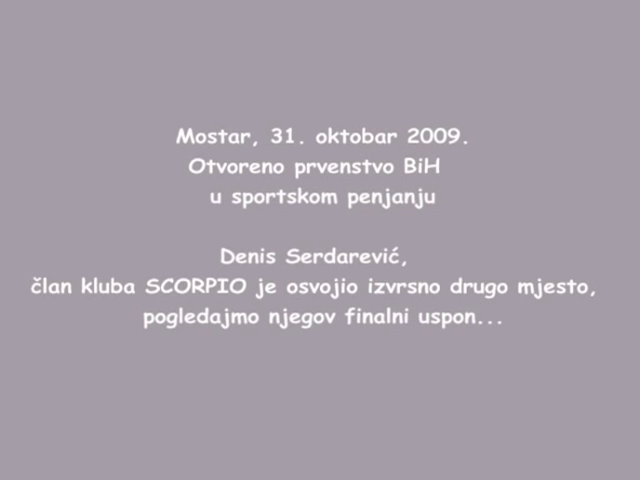 Mostar, 31. oktobar 2009.
Otvoreno prvenstvo BiH
u sportskom penjanju
Denis Serdarević,
član kluba SCORPIO je osvojio izvrsno drugo mjesto,
pogledajmo njegov finalni uspon...